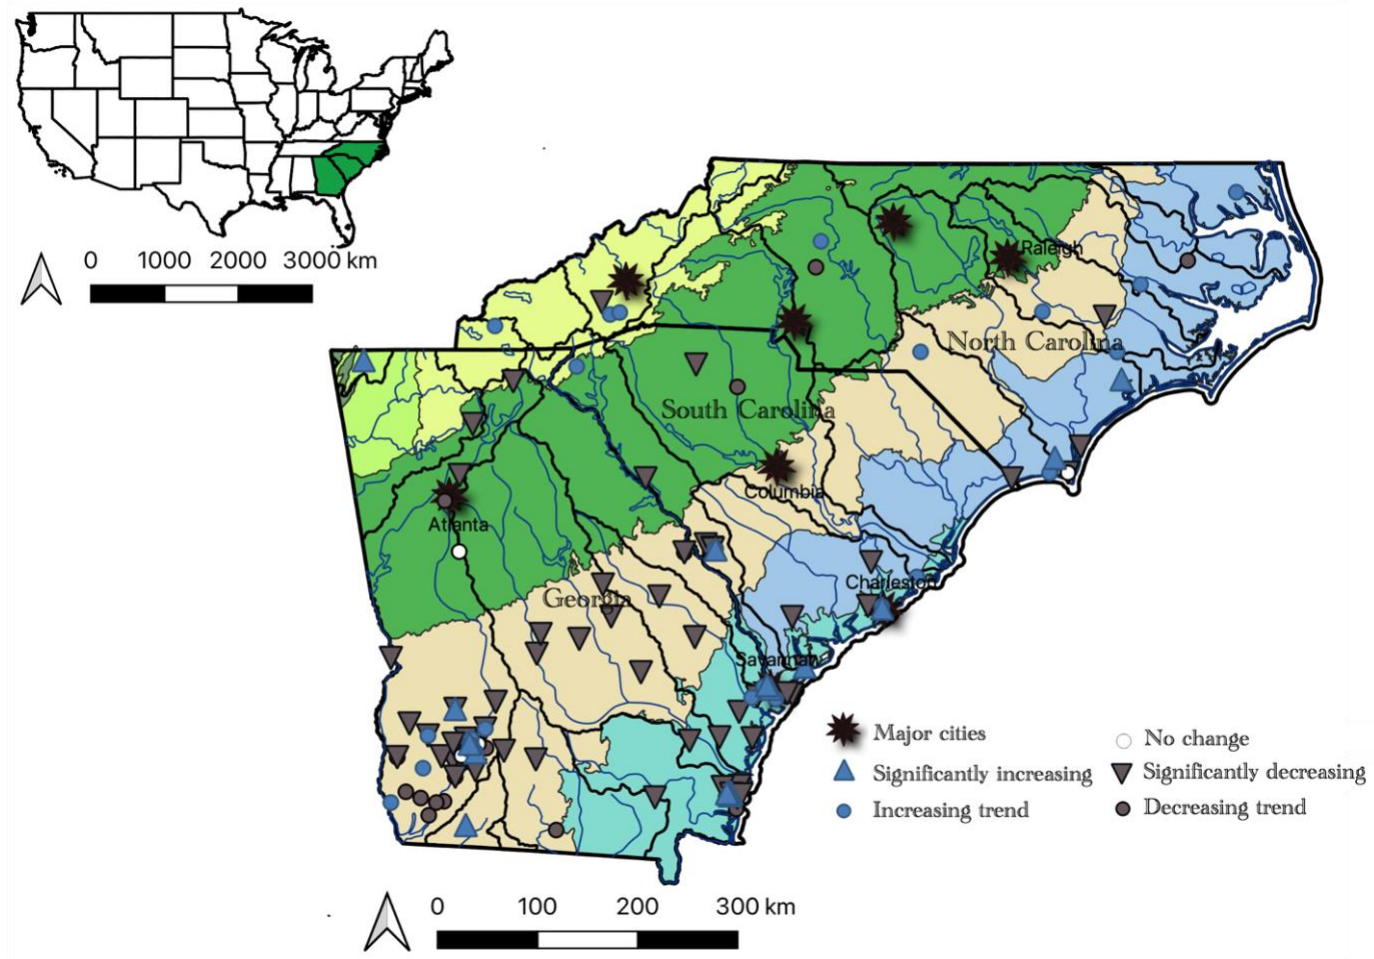 0 1000 2000 3000 km
Raleigh
North Carolina
South Carolina
Columbia
Atlanta
Charleston
Georgia
Savannah
Major cities
No change
Significantly increasing
Significantly decreasing
Increasing trend
Decreasing trend
0 100 200 300 km